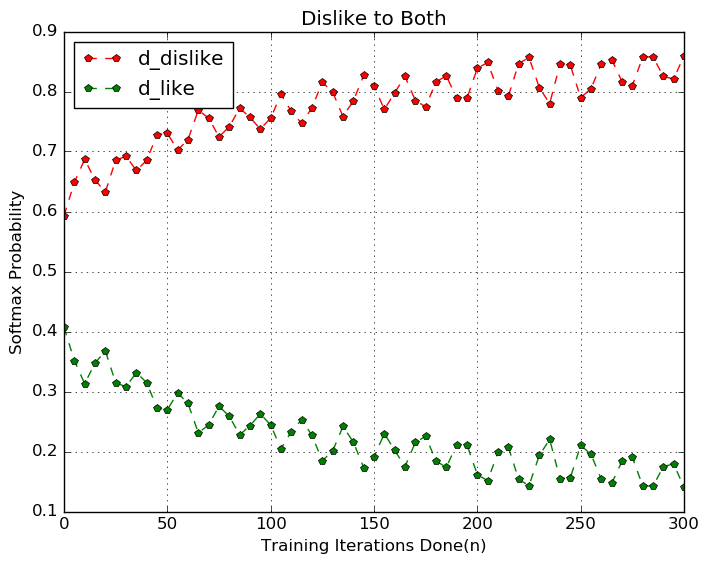 Dislike to Both
d_dislike
d_like
0.9
0.8
0.7
0.6
0.5
0.4
0.3
0.2
0.1
Softmax Probability
0 50 100 150 200 250 300
Training Iterations Done(n)